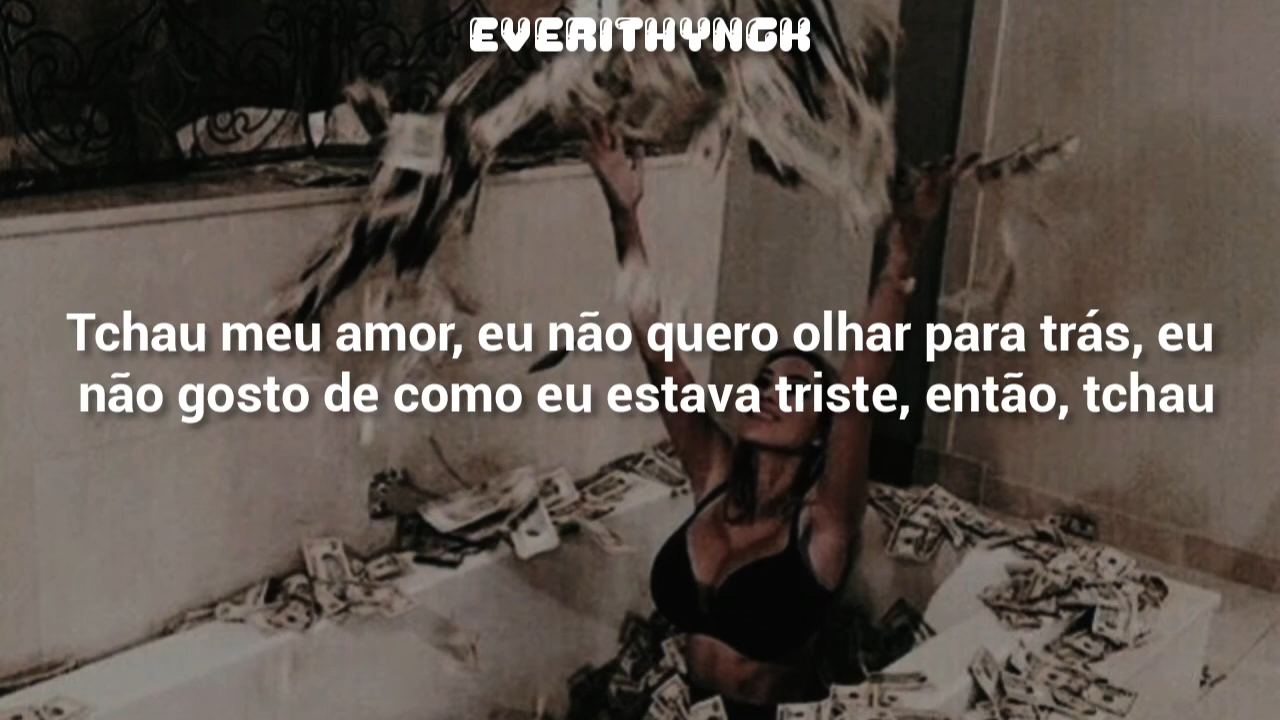 EVERITHYNGK
Tchau meu amor, eu não quero olhar para trás, eu
não gosto de como eu estava triste, então, tchau